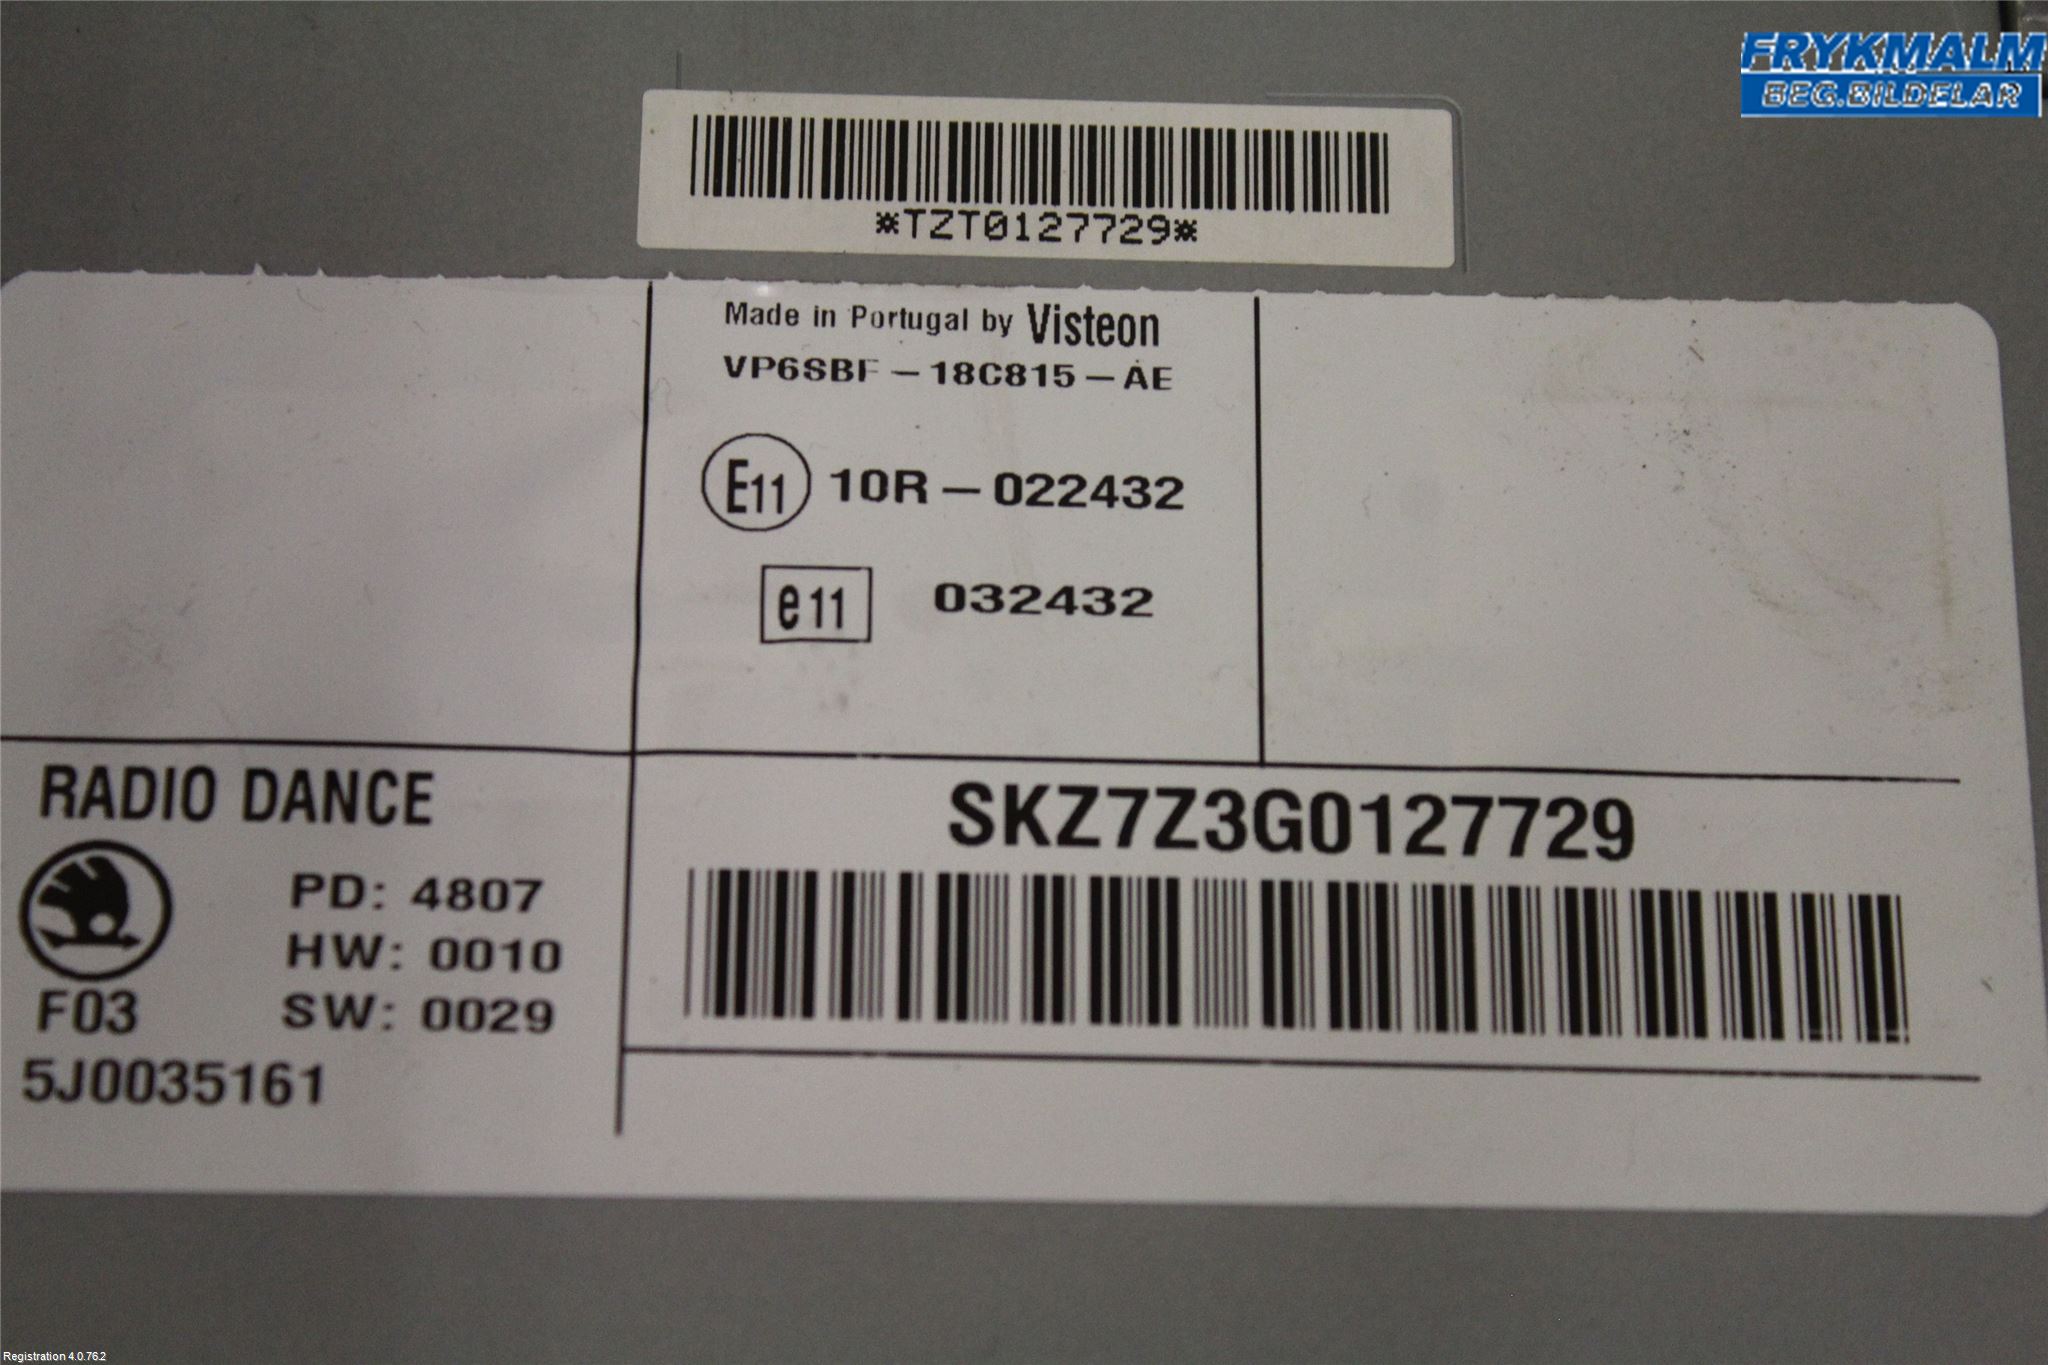 FRYKMALM
BEG.BILDELAR
*TZT0127729*
Made in Portugal by Visteon
VP6SBF-18C815-AE
E11 10R-022432
e11 032432
RADIO DANCE
PD: 4807
HW: 0010
F03 SW: 0029
5J0035161
SKZ7Z3G0127729
Registration 4.0.76.2